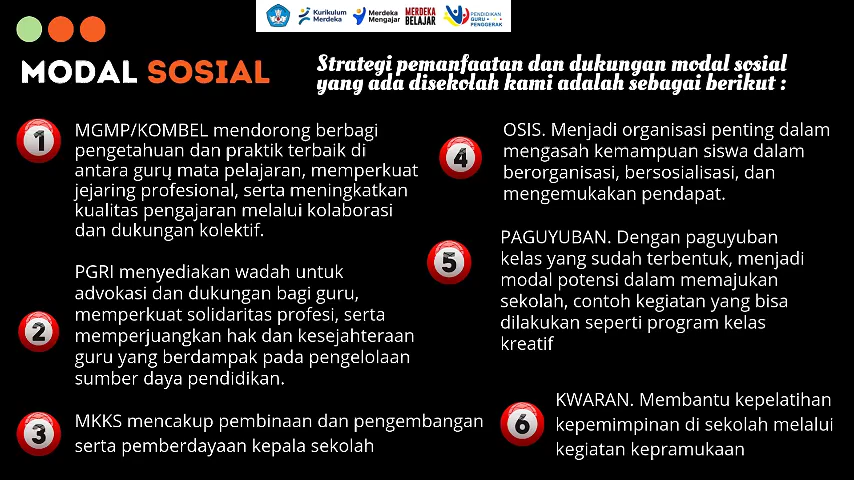 Kurikulum
Merdeka
Merdeka
Mengajar
MERDEKA
BELAJAR
PENDIDIKAN
GURU
PENGGERAK
MODAL SOSIAL
Strategi pemanfaatan dan dukungan modal sosial
yang ada disekolah kami adalah sebagai berikut :
1
MGMP/KOMBEL mendorong berbagi
pengetahuan dan praktik terbaik di
antara guru mata pelajaran, memperkuat
jejaring profesional, serta meningkatkan
kualitas pengajaran melalui kolaborasi
dan dukungan kolektif.
2
PGRI menyediakan wadah untuk
advokasi dan dukungan bagi guru,
memperkuat solidaritas profesi, serta
memperjuangkan hak dan kesejahteraan
guru yang berdampak pada pengelolaan
sumber daya pendidikan.
3
MKKS mencakup pembinaan dan pengembangan
serta pemberdayaan kepala sekolah
4
OSIS. Menjadi organisasi penting dalam
mengasah kemampuan siswa dalam
berorganisasi, bersosialisasi, dan
mengemukakan pendapat.
5
PAGUYUBAN. Dengan paguyuban
kelas yang sudah terbentuk, menjadi
modal potensi dalam memajukan
sekolah, contoh kegiatan yang bisa
dilakukan seperti program kelas
kreatif
6
KWARAN. Membantu kepelatihan
kepemimpinan di sekolah melalui
kegiatan kepramukaan